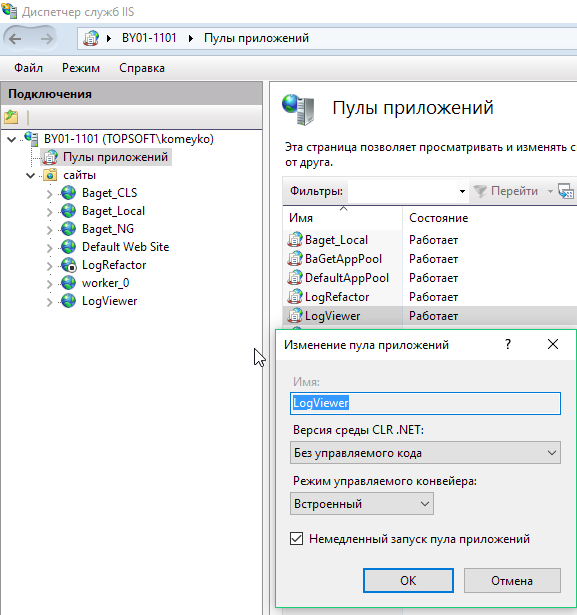 Диспетчер служб IIS
BY01-1101 Пулы приложений
Файл Режим Справка
Подключения
BY01-1101 (TOPSOFT\komeyko)
Пулы приложений
сайты
Baget_CLS
Baget_Local
Baget_NG
Default Web Site
LogRefactor
worker_0
LogViewer
Пулы приложений
Эта страница позволяет просматривать и изменять с
от друга.
Фильтры: Перейти
Имя Состояние
Baget_Local Работает
BaGetAppPool Работает
DefaultAppPool Работает
LogRefactor Работает
LogViewer Работает
Изменение пула приложений ?
Имя:
LogViewer
Версия среды CLR .NET:
Без управляемого кода
Режим управляемого конвейера:
Встроенный
Немедленный запуск пула приложений
OK Отмена